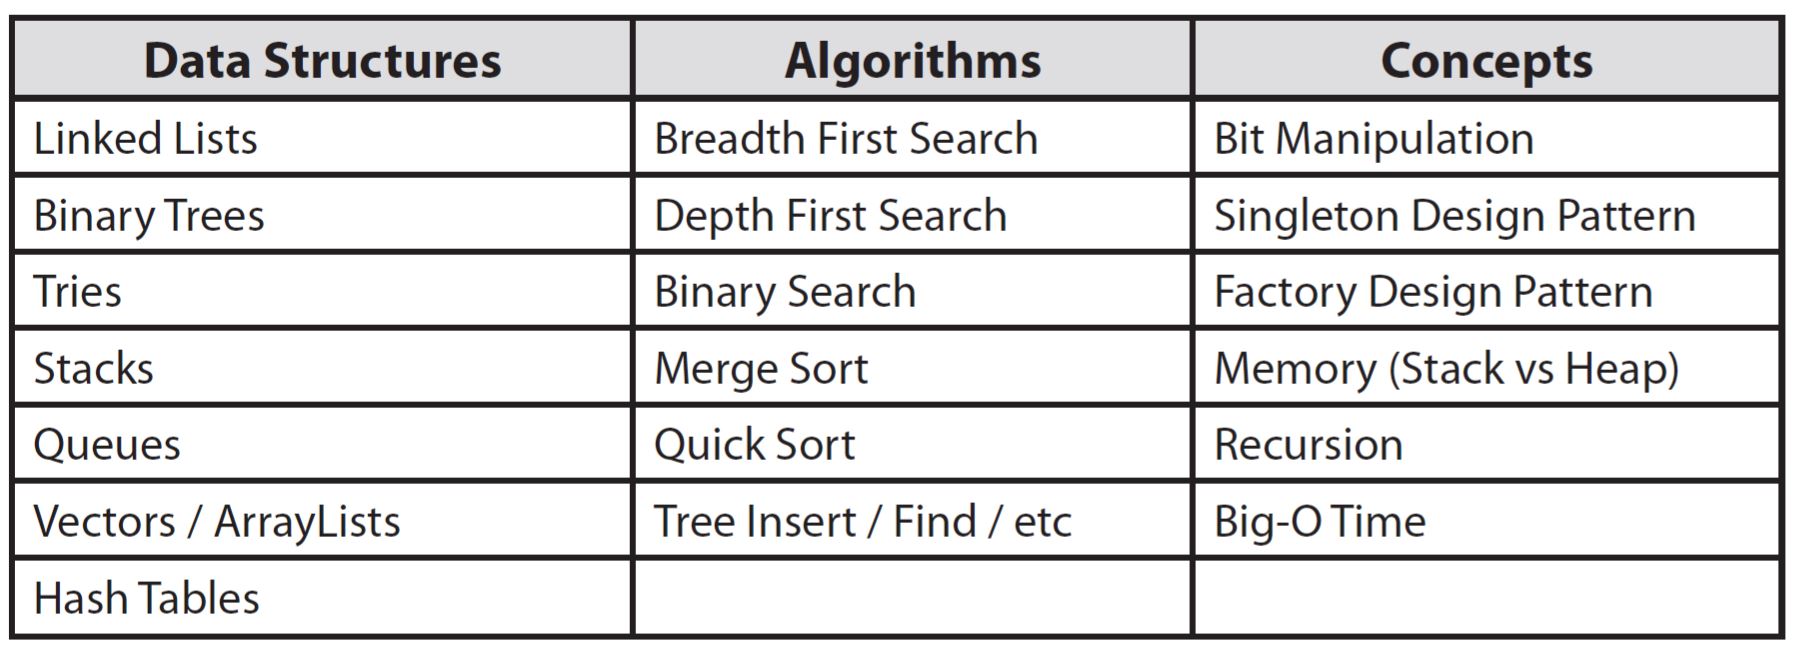 Data Structures Algorithms Concepts
Linked Lists Breadth First Search Bit Manipulation
Binary Trees Depth First Search Singleton Design Pattern
Tries Binary Search Factory Design Pattern
Stacks Merge Sort Memory (Stack vs Heap)
Queues Quick Sort Recursion
Vectors / ArrayLists Tree Insert / Find / etc Big-O Time
Hash Tables